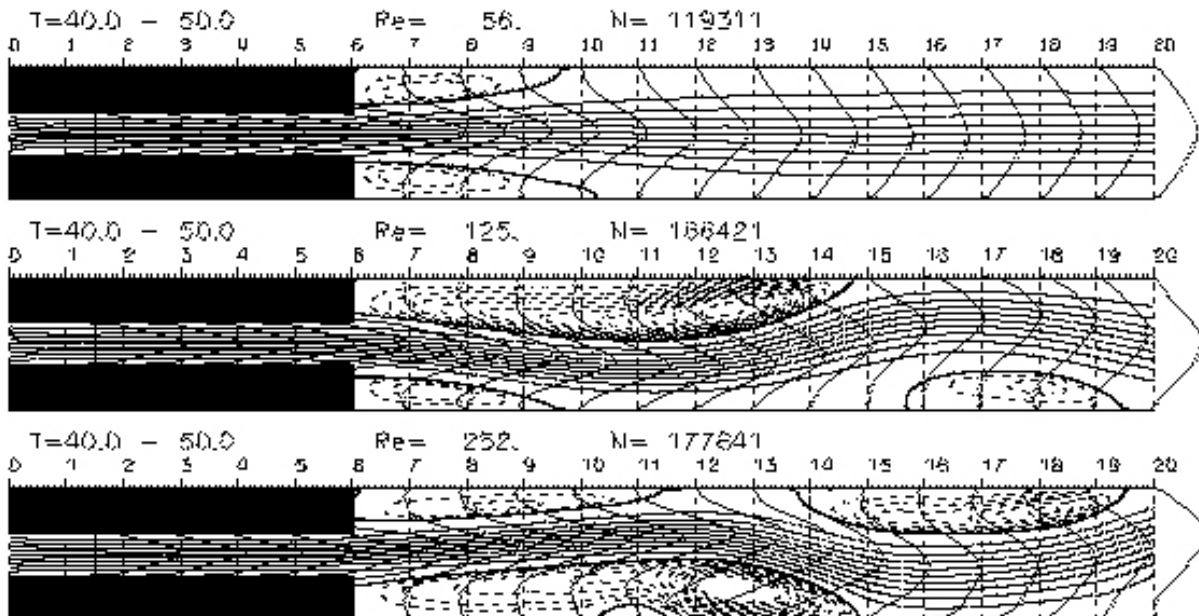 T=40.0 - 50.0 Re= 56. N= 119311
0 1 2 3 4 5 6 7 8 9 10 11 12 13 14 15 16 17 18 19 20
T=40.0 - 50.0 Re= 125. N= 166421
0 1 2 3 4 5 6 7 8 9 10 11 12 13 14 15 16 17 18 19 20
T=40.0 - 50.0 Re= 252. N= 177641
0 1 2 3 4 5 6 7 8 9 10 11 12 13 14 15 16 17 18 19 20